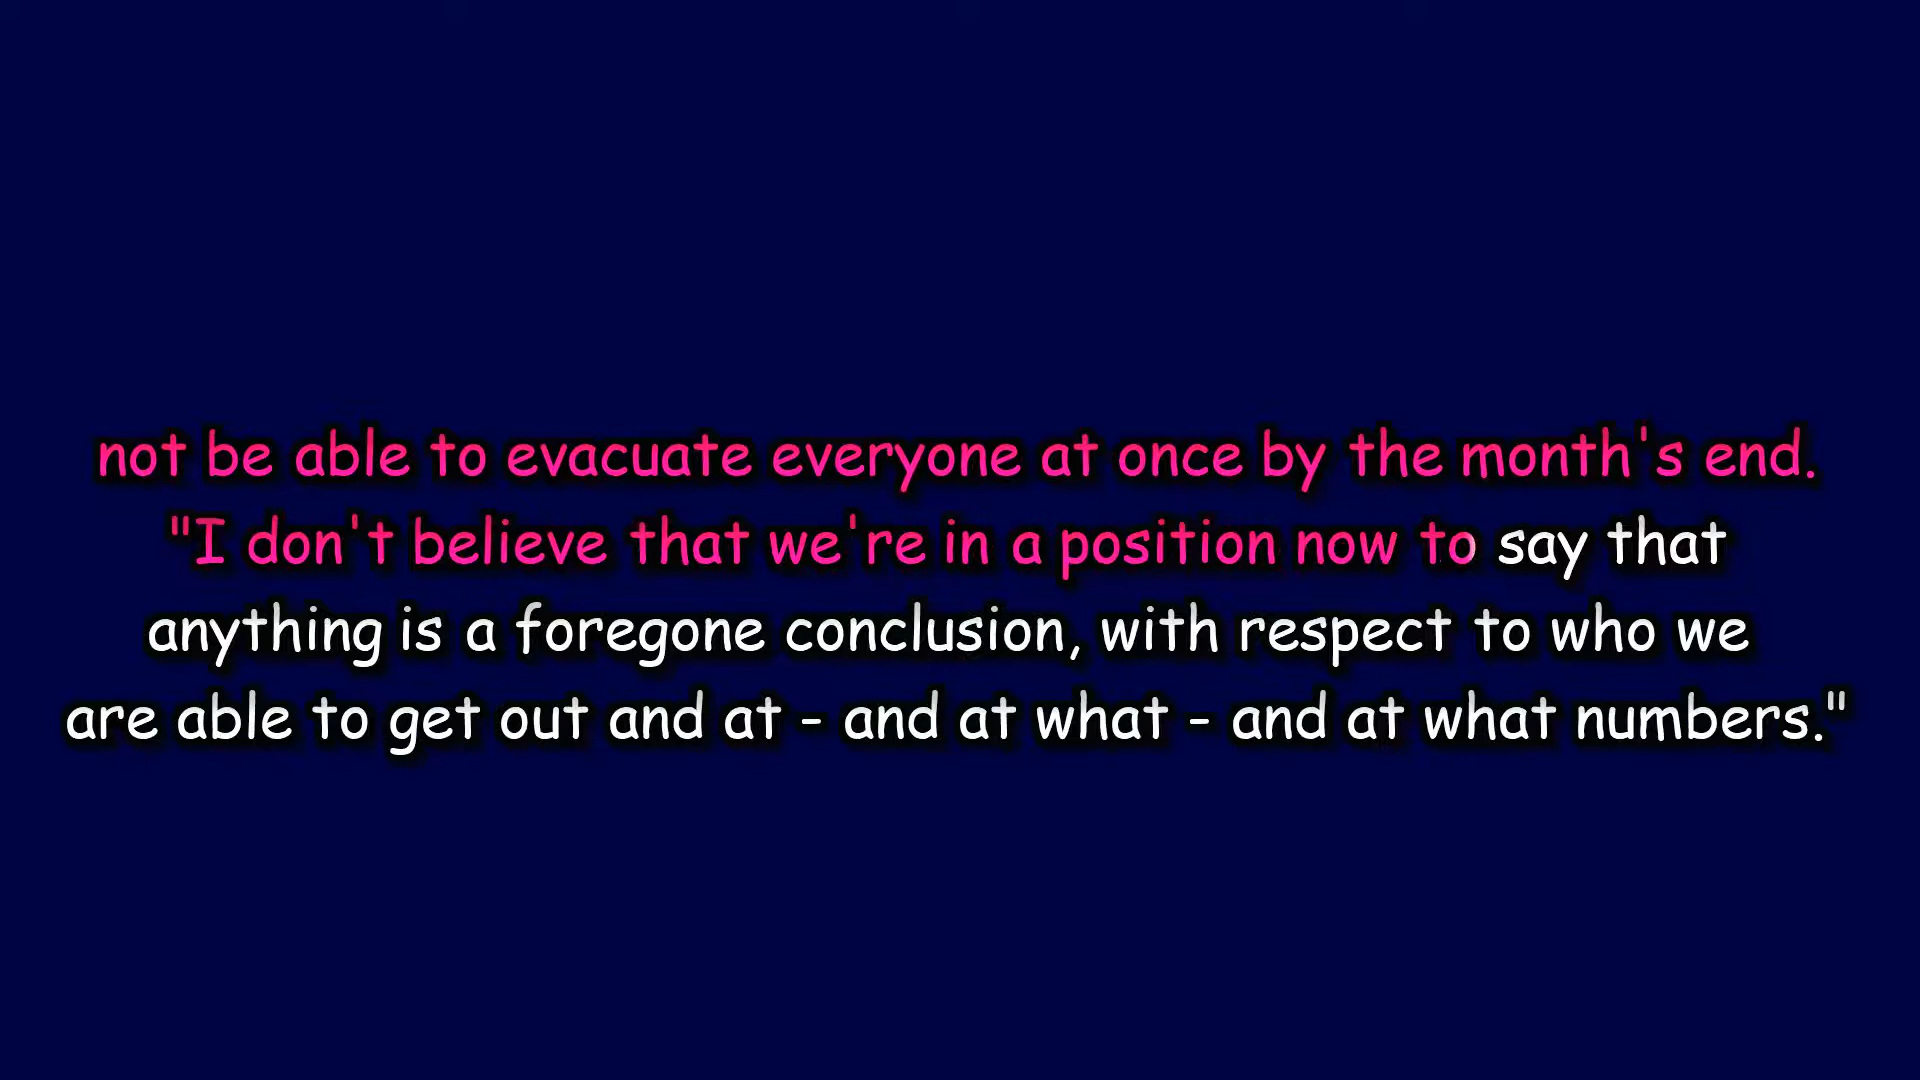 not be able to evacuate everyone at once by the month's end.
"I don't believe that we're in a position now to say that
anything is a foregone conclusion, with respect to who we
are able to get out and at - and at what - and at what numbers."